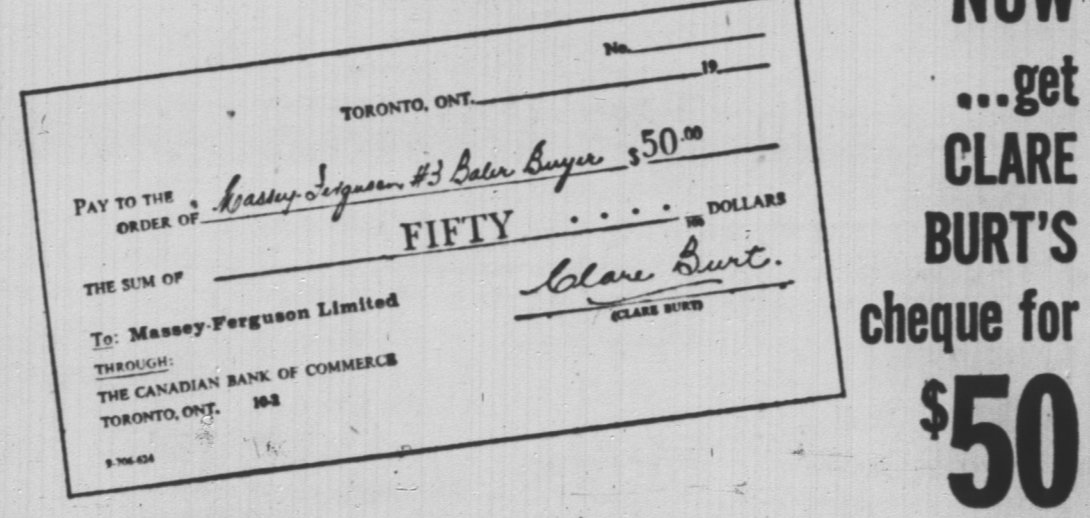 No.
TORONTO, ONT. 19
PAY TO THE
ORDER OF Massey-Ferguson #3 Baler Buyer $50.00
THE SUM OF FIFTY . . . . DOLLARS
Clare Burt.
(CLARE BURT)
To: Massey-Ferguson Limited
THROUGH:
THE CANADIAN BANK OF COMMERCE
TORONTO, ONT. 10-2
NOW
...get
CLARE
BURT'S
cheque for
$50